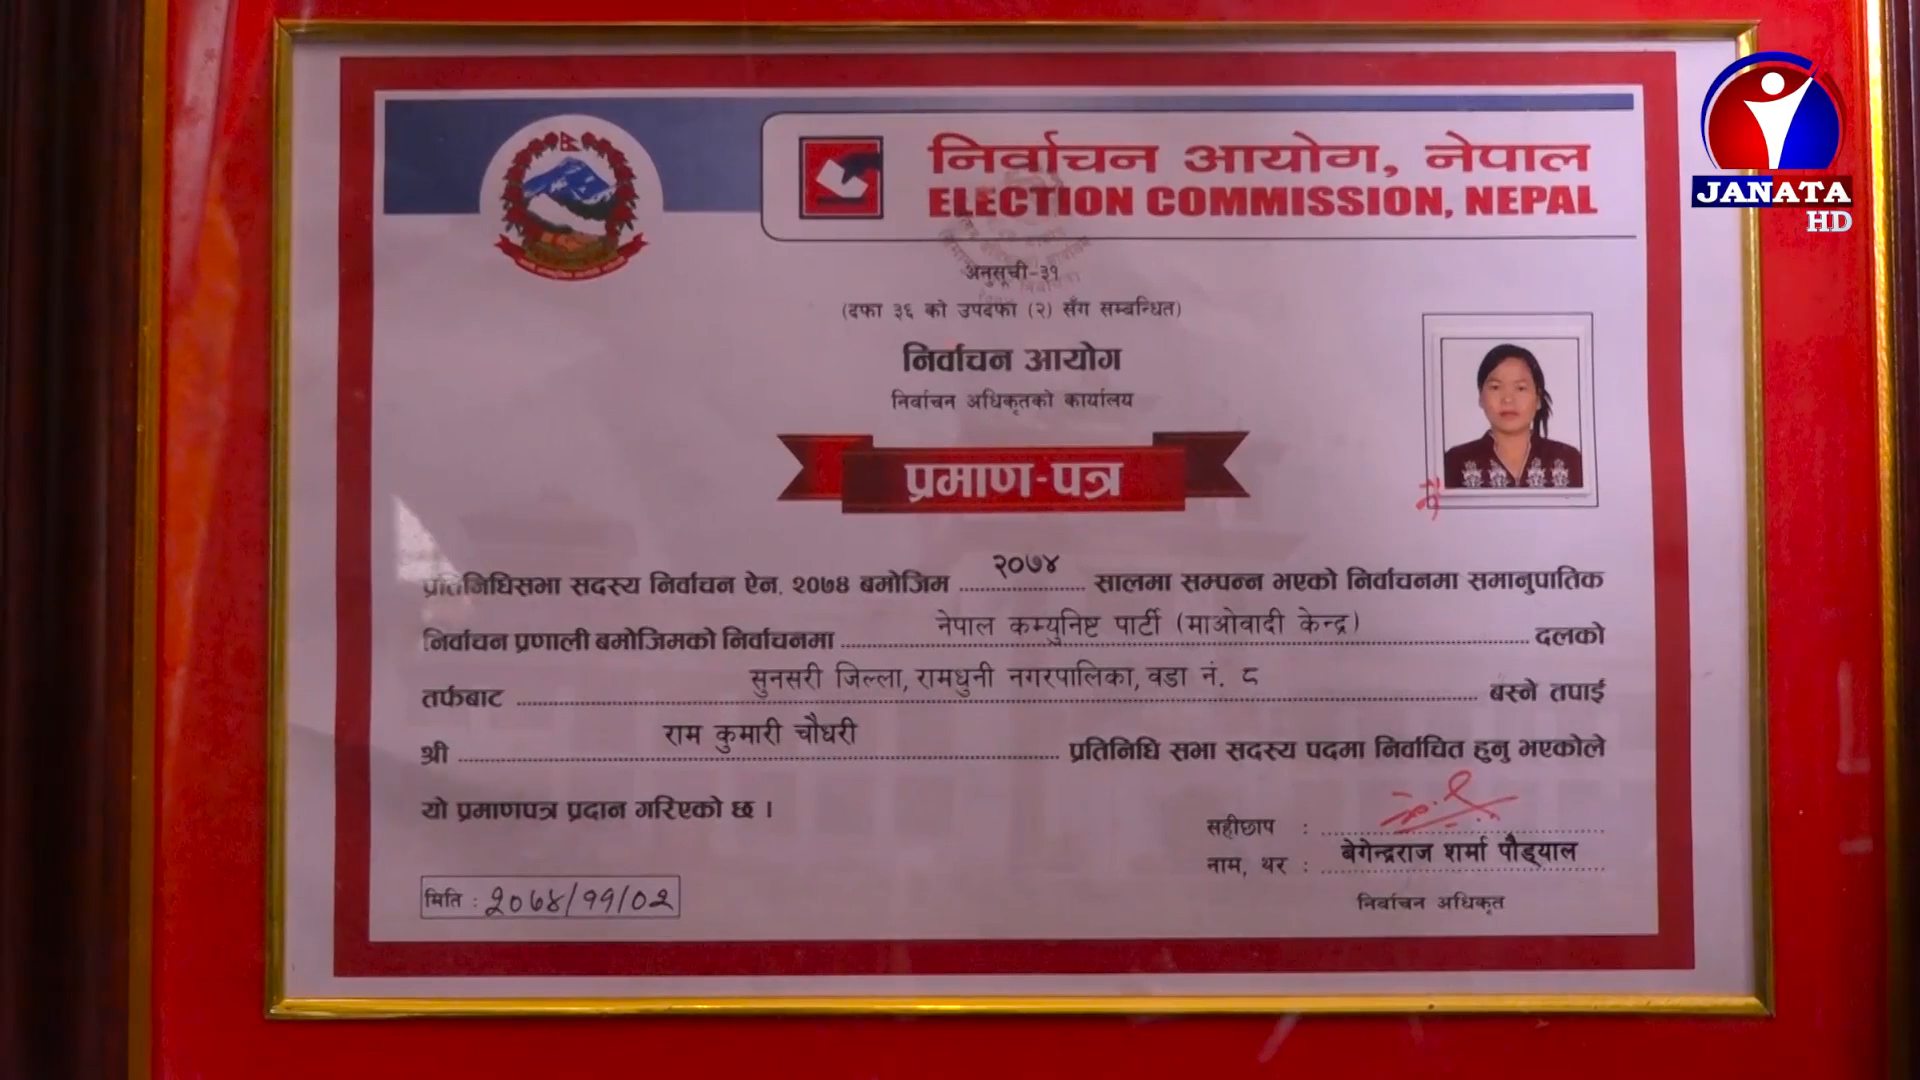 निर्वाचन आयोग, नेपाल
ELECTION COMMISSION, NEPAL
JANATA
HD
अनुसूची-३१
(दफा ३६ को उपदफा (२) सँग सम्बन्धित)
निर्वाचन आयोग
निर्वाचन अधिकृतको कार्यालय
प्रमाण-पत्र
प्रतिनिधिसभा सदस्य निर्वाचन ऐन, २०७४ बमोजिम २०७४ सालमा सम्पन्न भएको निर्वाचनमा समानुपातिक
निर्वाचन प्रणाली बमोजिमको निर्वाचनमा नेपाल कम्युनिष्ट पार्टी (माओवादी केन्द्र) दलको
तर्फबाट सुनसरी जिल्ला, रामधुनी नगरपालिका, वडा नं. ८ बस्ने तपाई
श्री राम कुमारी चौधरी प्रतिनिधि सभा सदस्य पदमा निर्वाचित हुनु भएकोले
यो प्रमाणपत्र प्रदान गरिएको छ ।
सहीछाप :
नाम, थर : बेगेन्द्रराज शर्मा पौड्याल
निर्वाचन अधिकृत
मिति : २०७४/११/०२